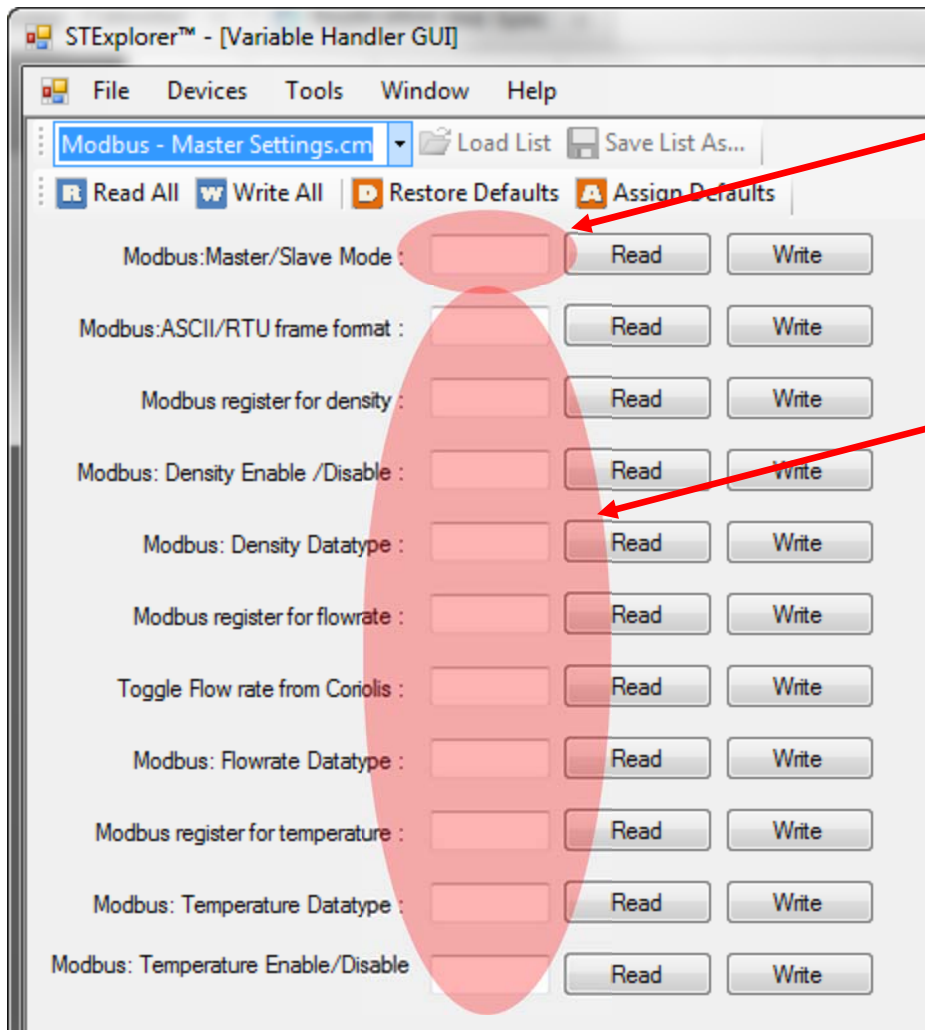 STExplorer™ - [Variable Handler GUI]
File Devices Tools Window Help
Modbus - Master Settings.cm Load List Save List As...
R Read All W Write All D Restore Defaults A Assign Defaults
Modbus:Master/Slave Mode : Read Write
Modbus:ASCII/RTU frame format : Read Write
Modbus register for density : Read Write
Modbus: Density Enable /Disable : Read Write
Modbus: Density Datatype : Read Write
Modbus register for flowrate : Read Write
Toggle Flow rate from Coriolis : Read Write
Modbus: Flowrate Datatype : Read Write
Modbus register for temperature : Read Write
Modbus: Temperature Datatype : Read Write
Modbus: Temperature Enable/Disable Read Write